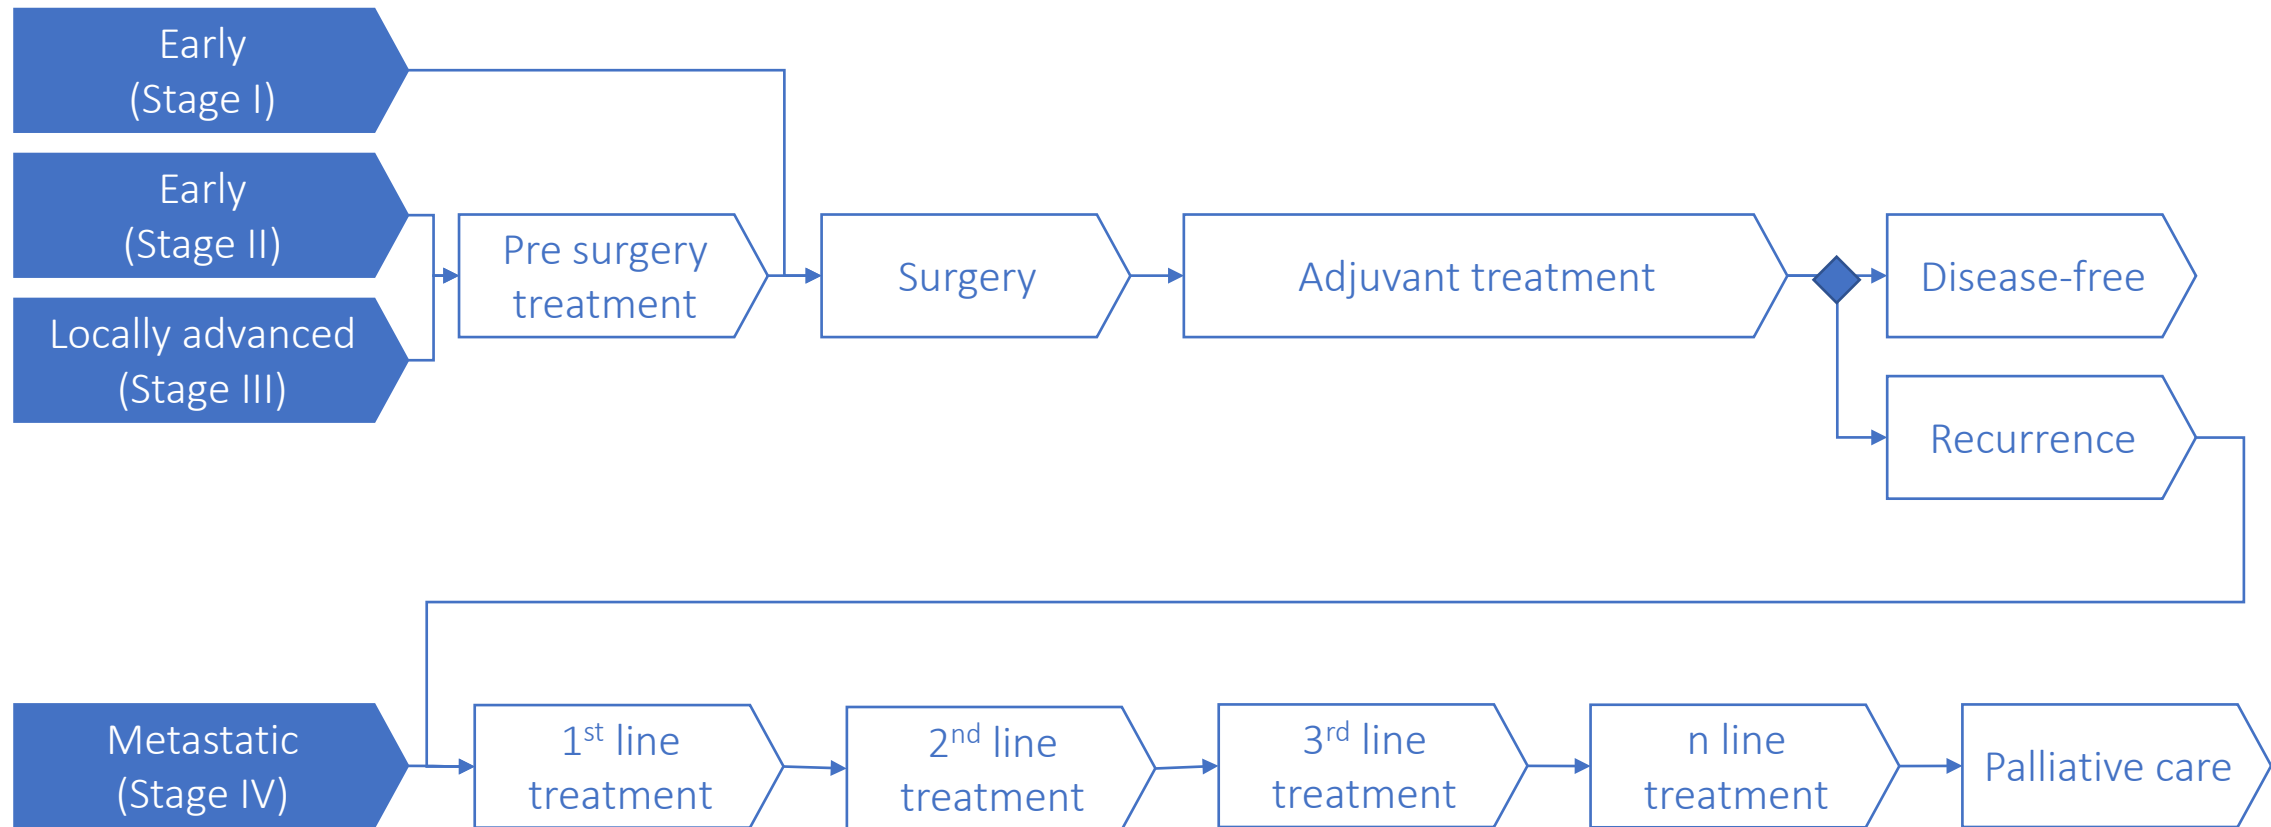 Early
(Stage I)
Early
(Stage II)
Locally advanced
(Stage III)
Pre surgery
treatment
Surgery
Adjuvant treatment
Disease-free
Recurrence
Metastatic
(Stage IV)
1st line
treatment
2nd line
treatment
3rd line
treatment
n line
treatment
Palliative care